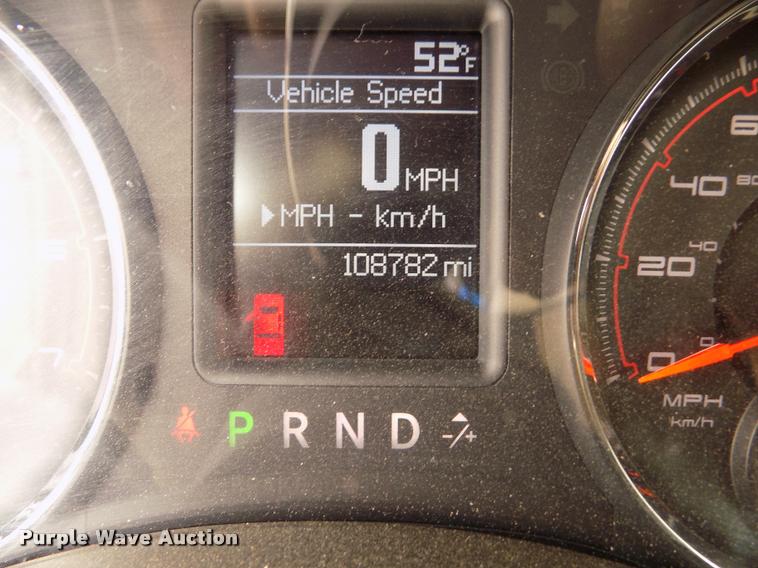 52°F
Vehicle Speed
0 MPH
MPH - km/h
108782 mi
P R N D -/+
40 80
20 40
0 0
MPH
km/h
Purple Wave Auction